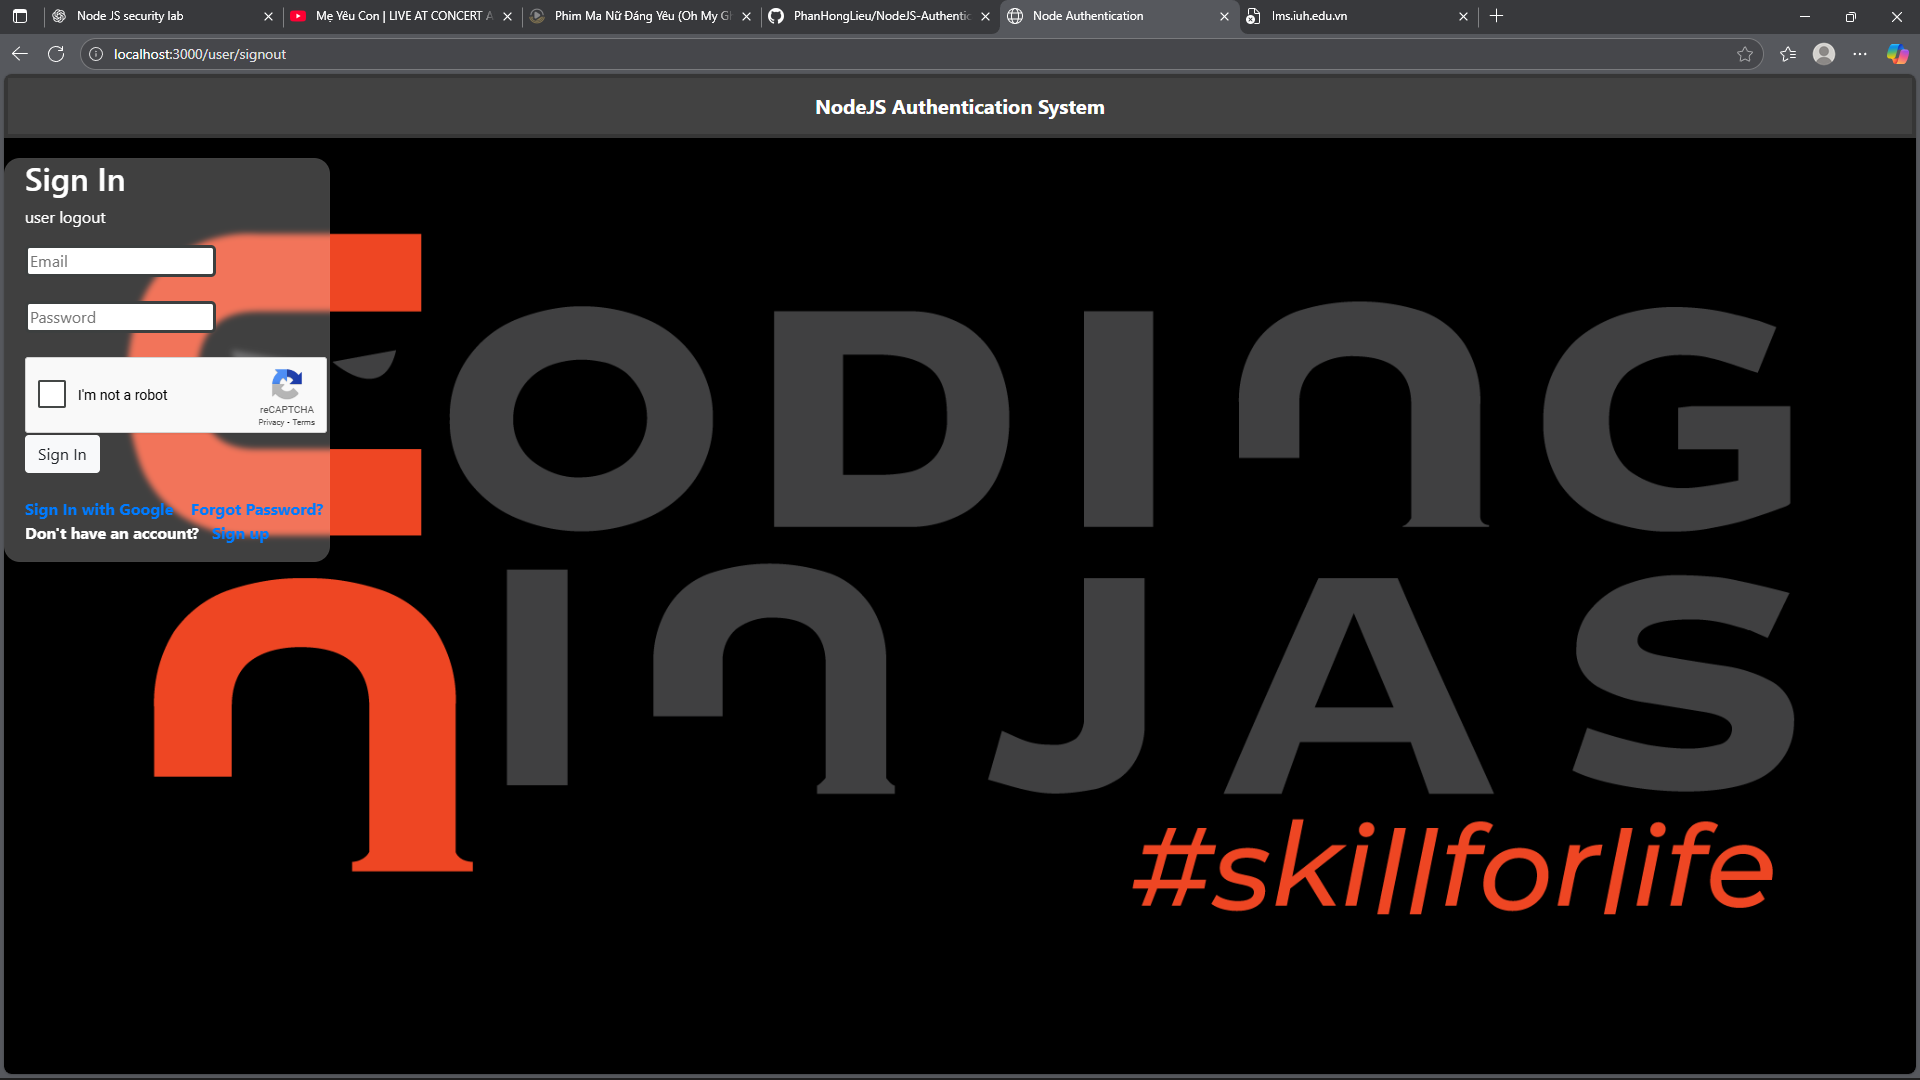 Node JS security lab
Mẹ Yêu Con | LIVE AT CONCERT A
Phim Ma Nữ Đáng Yêu (Oh My Gh
PhanHongLieu/NodeJS-Authentic
Node Authentication
lms.iuh.edu.vn
localhost:3000/user/signout
NodeJS Authentication System
Sign In
user logout
Email
Password
I'm not a robot
reCAPTCHA
Privacy - Terms
Sign In
Sign In with Google Forgot Password?
Don't have an account? Sign up
CODING
NINJAS
#skillforlife